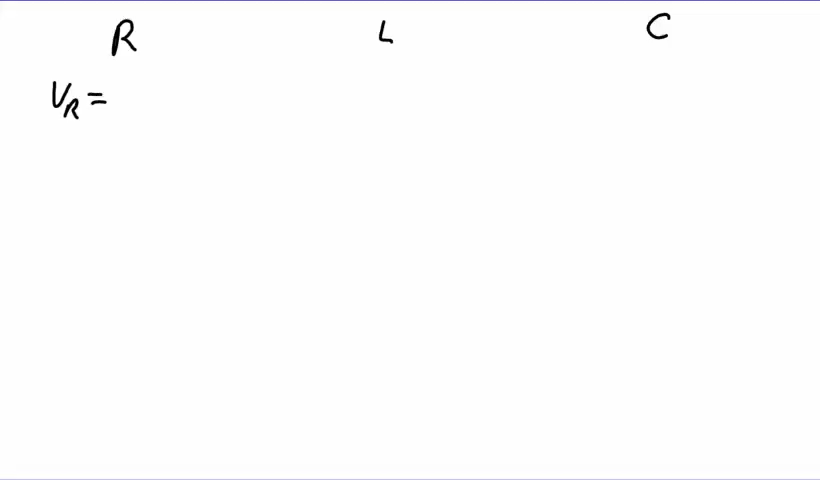 R L C
V_R =